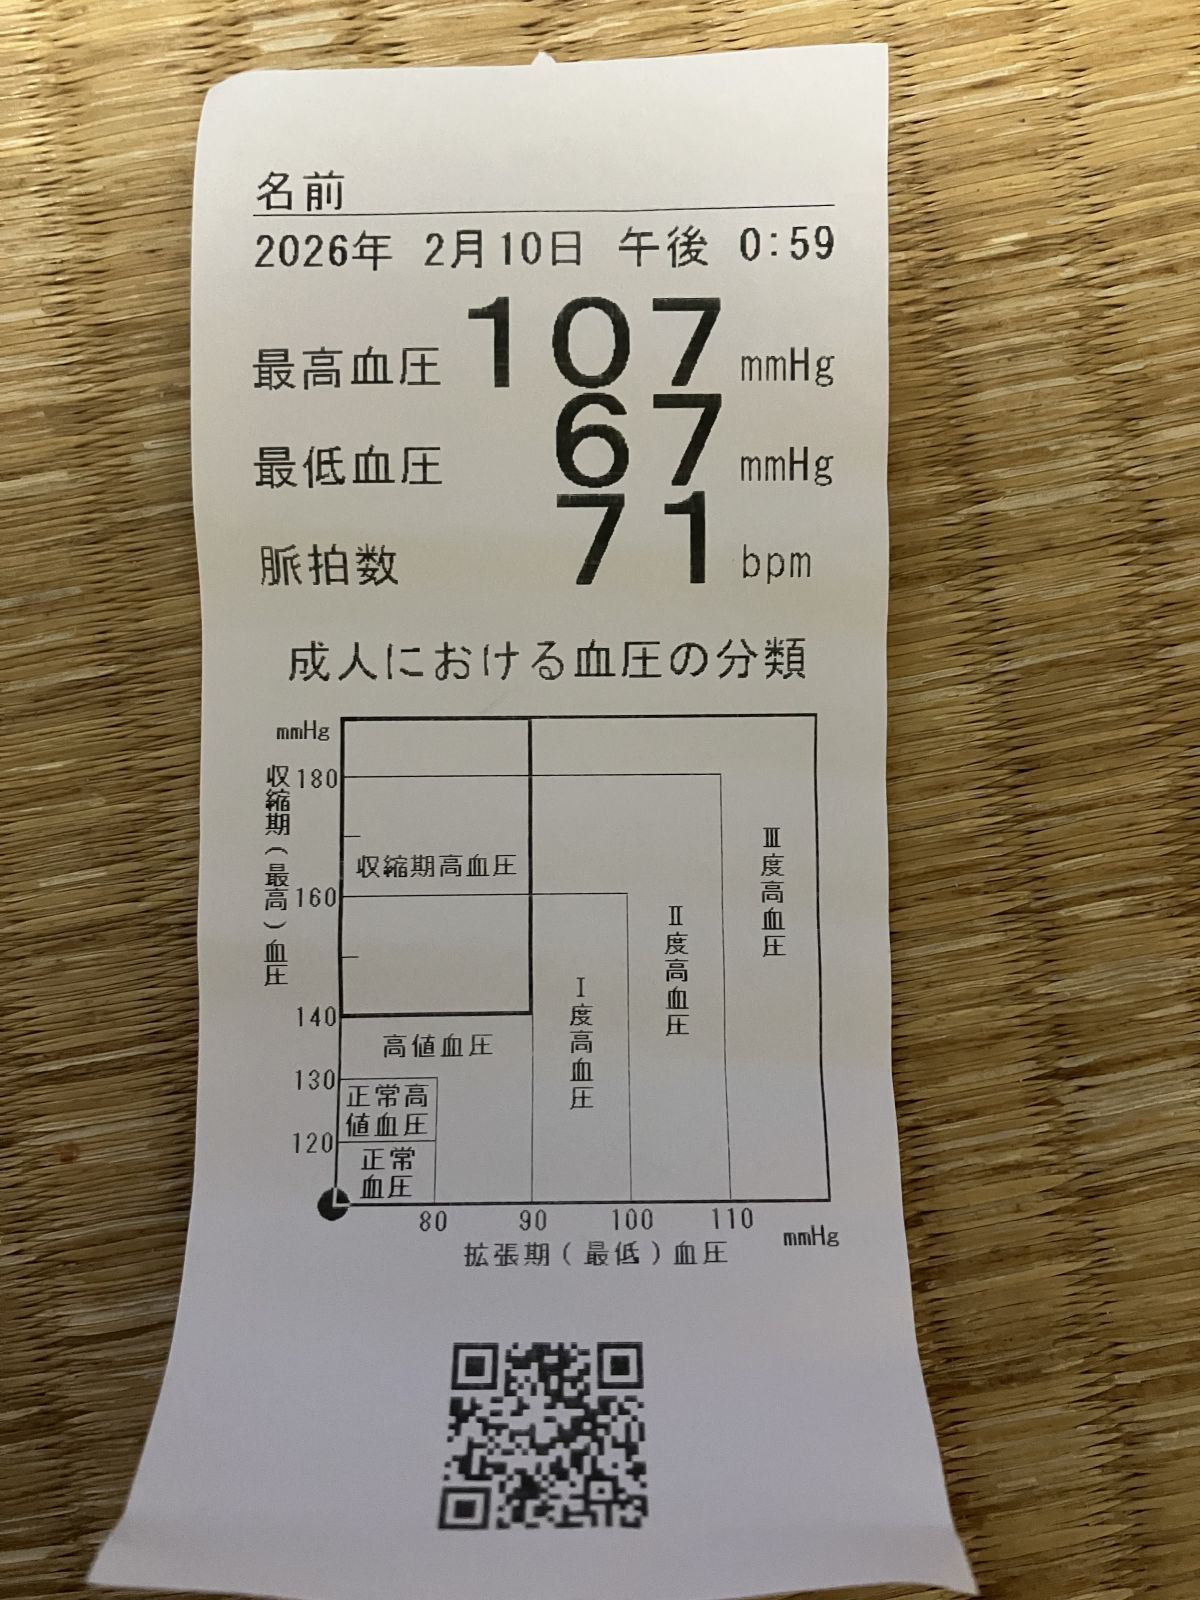 名前
2026年 2月10日 午後 0:59
最高血圧 107 mmHg
最低血圧 67 mmHg
脈拍数 71 bpm
成人における血圧の分類
mmHg
収縮期(最高)血圧
180
160
140
130
120
収縮期高血圧
高値血圧
正常高
値血圧
正常
血圧
Ⅰ度高血圧
Ⅱ度高血圧
Ⅲ度高血圧
80 90 100 110 mmHg
拡張期(最低)血圧